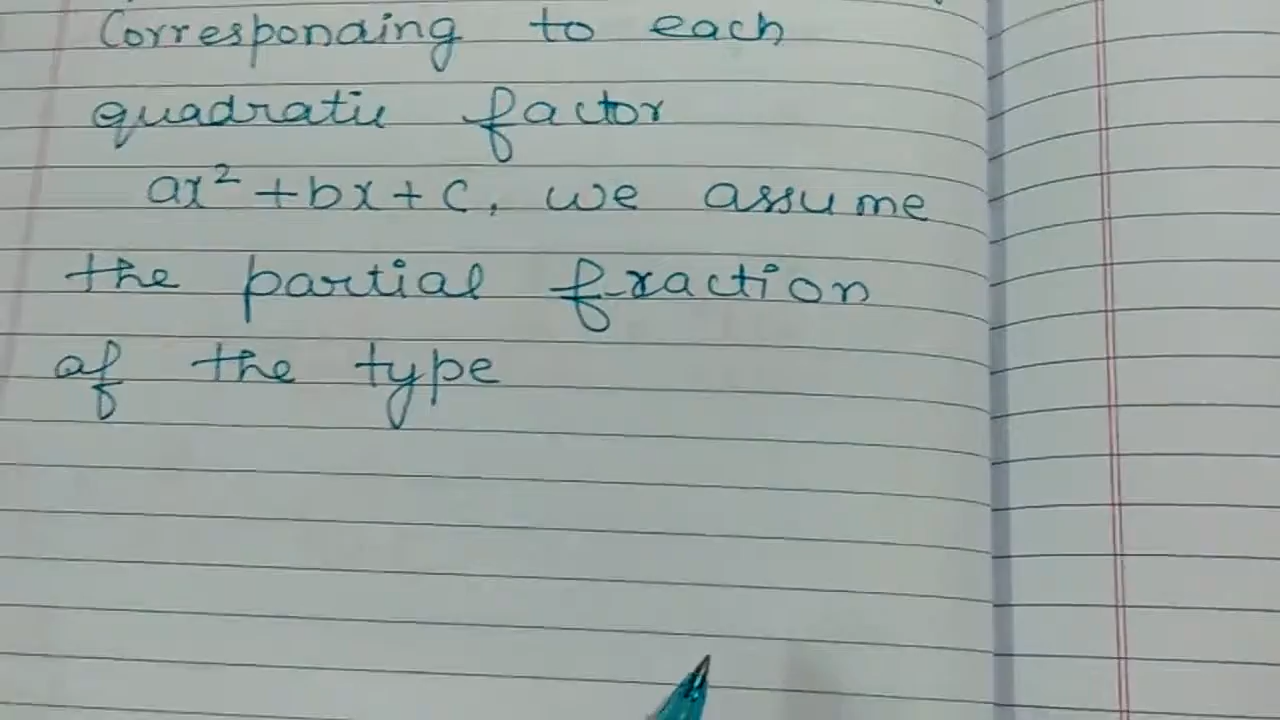 Corresponding to each
quadratic factor
ax² + bx + c, we assume
the partial fraction
of the type